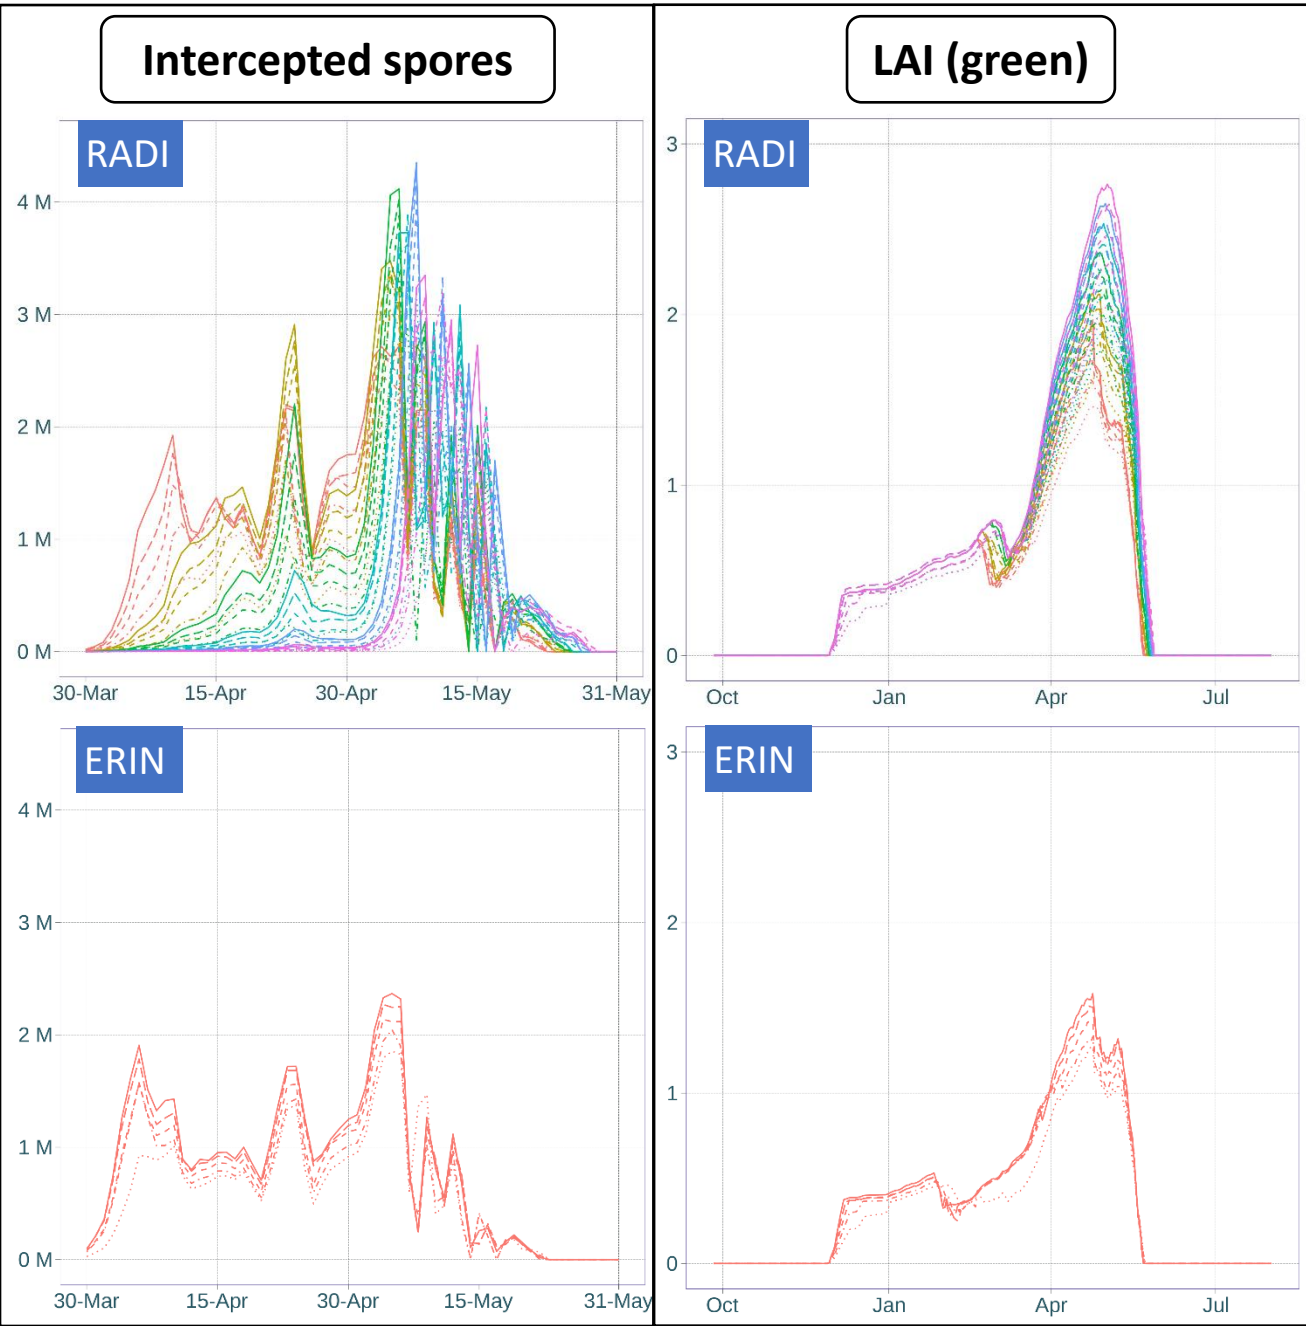 Intercepted spores
LAI (green)
RADI
4 M
3 M
2 M
1 M
0 M
30-Mar 15-Apr 30-Apr 15-May 31-May
RADI
3
2
1
0
Oct Jan Apr Jul
ERIN
4 M
3 M
2 M
1 M
0 M
30-Mar 15-Apr 30-Apr 15-May 31-May
ERIN
3
2
1
0
Oct Jan Apr Jul